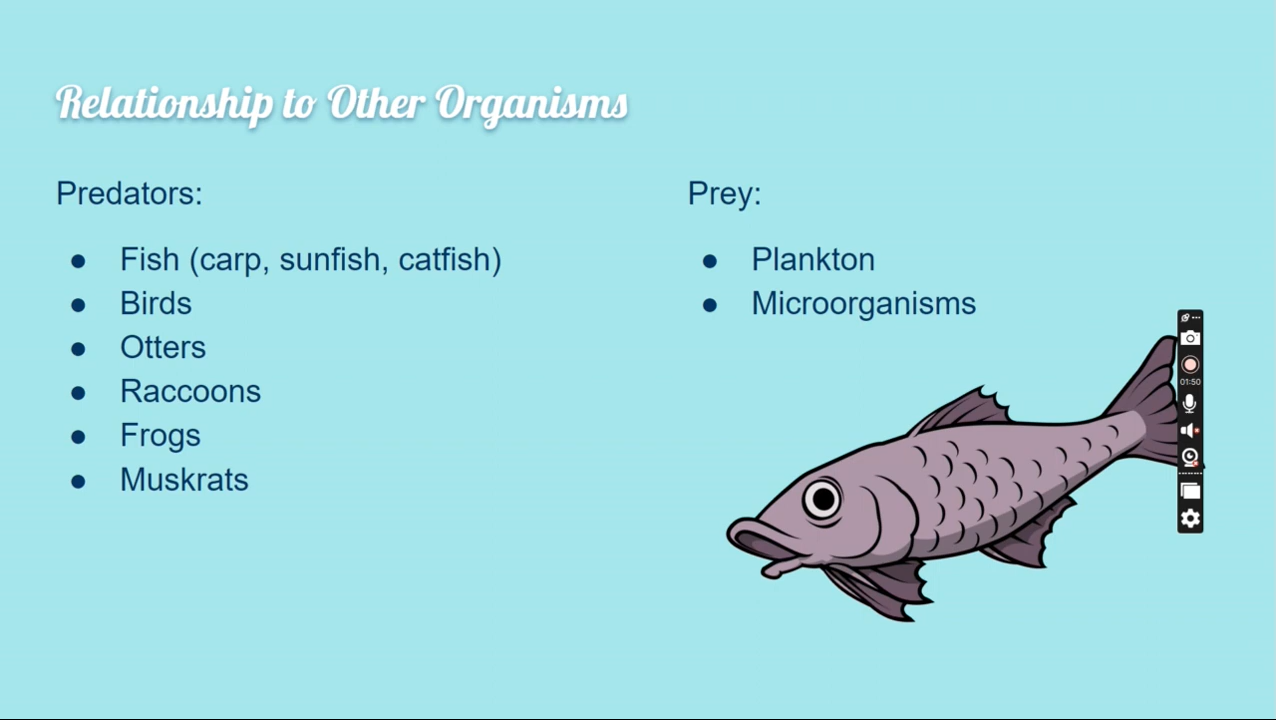 Relationship to Other Organisms
Predators:
● Fish (carp, sunfish, catfish)
● Birds
● Otters
● Raccoons
● Frogs
● Muskrats
Prey:
● Plankton
● Microorganisms
01:50